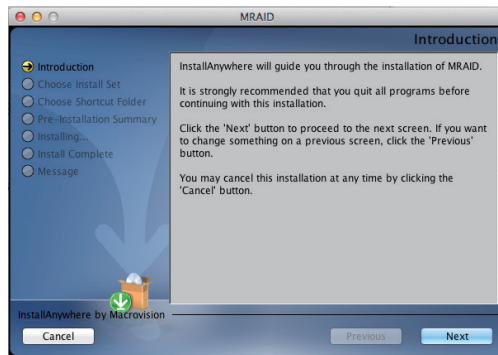 MRAID
Introduction
Introduction
Choose Install Set
Choose Shortcut Folder
Pre-Installation Summary
Installing...
Install Complete
Message
InstallAnywhere will guide you through the installation of MRAID.
It is strongly recommended that you quit all programs before
continuing with this installation.
Click the 'Next' button to proceed to the next screen. If you want
to change something on a previous screen, click the 'Previous'
button.
You may cancel this installation at any time by clicking the
'Cancel' button.
InstallAnywhere by Macrovision
Cancel
Previous
Next